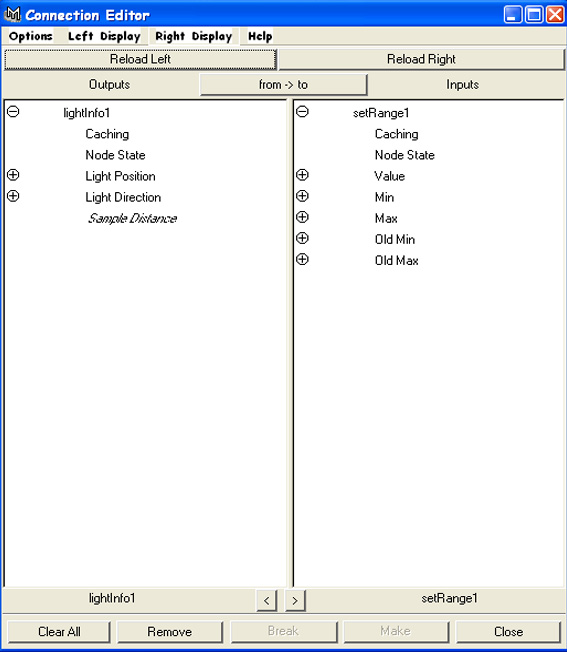 Connection Editor
Options Left Display Right Display Help
Reload Left Reload Right
Outputs from -> to Inputs
lightInfo1 setRange1
Caching Caching
Node State Node State
Light Position Value
Light Direction Min
Sample Distance Max
Old Min
Old Max
lightInfo1 < > setRange1
Clear All Remove Break Make Close